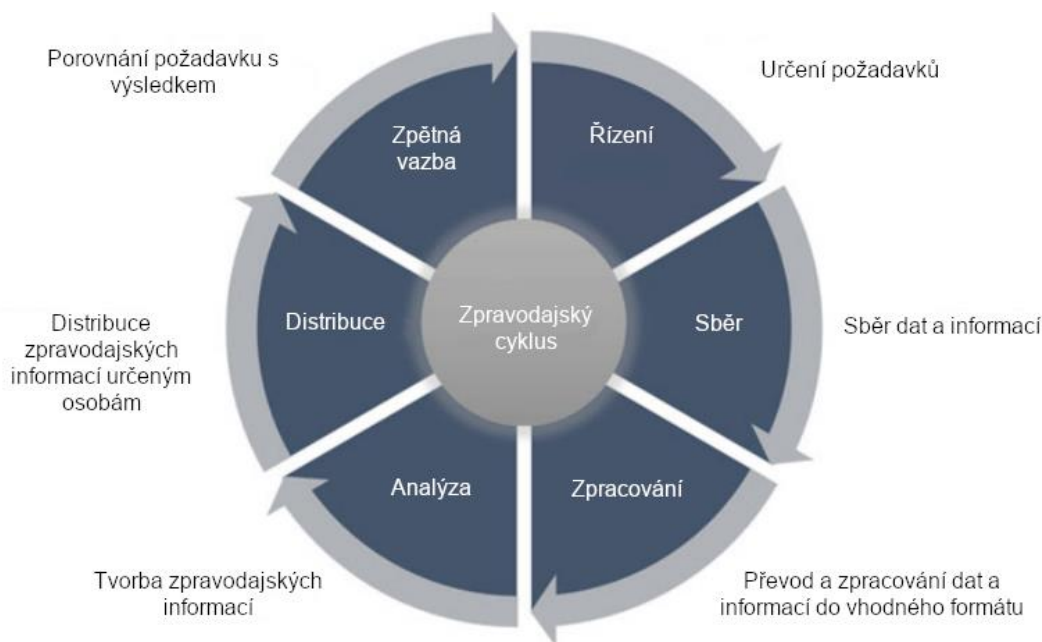 Porovnání požadavku s
výsledkem
Určení požadavků
Zpětná
vazba
Řízení
Distribuce
Zpravodajský
cyklus
Sběr
Distribuce
zpravodajských
informací určeným
osobám
Sběr dat a informací
Analýza
Zpracování
Tvorba zpravodajských
informací
Převod a zpracování dat a
informací do vhodného formátu